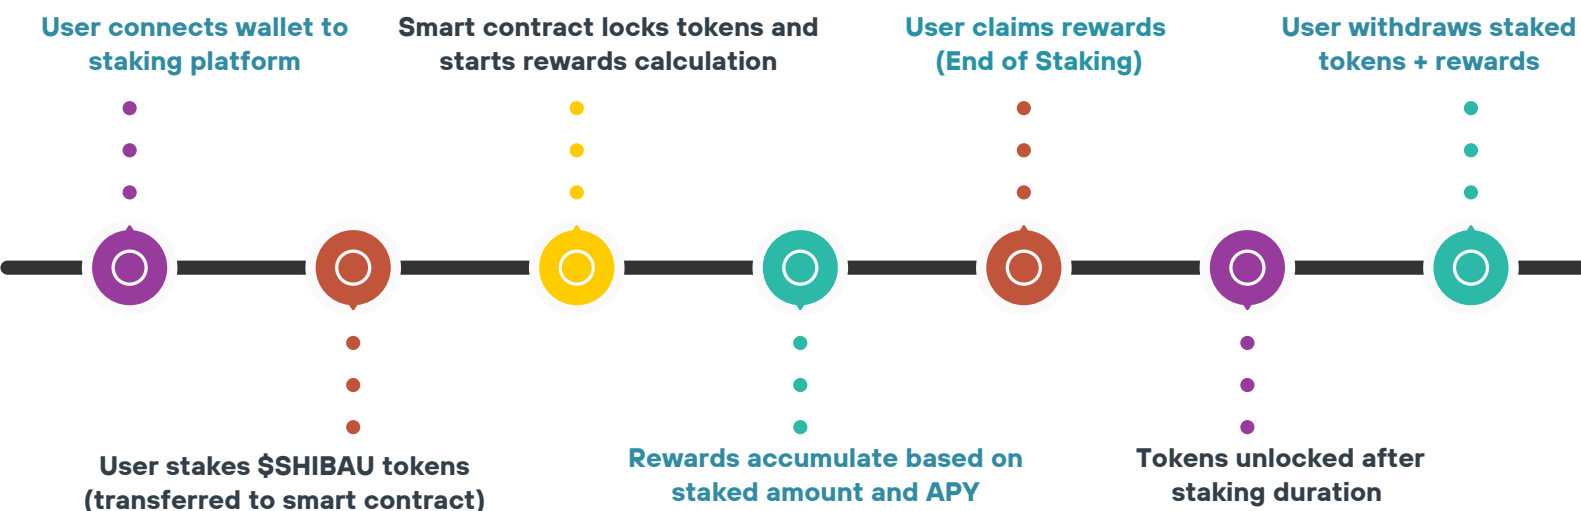 User connects wallet to
staking platform
Smart contract locks tokens and
starts rewards calculation
User claims rewards
(End of Staking)
User withdraws staked
tokens + rewards
User stakes $SHIBAU tokens
(transferred to smart contract)
Rewards accumulate based on
staked amount and APY
Tokens unlocked after
staking duration